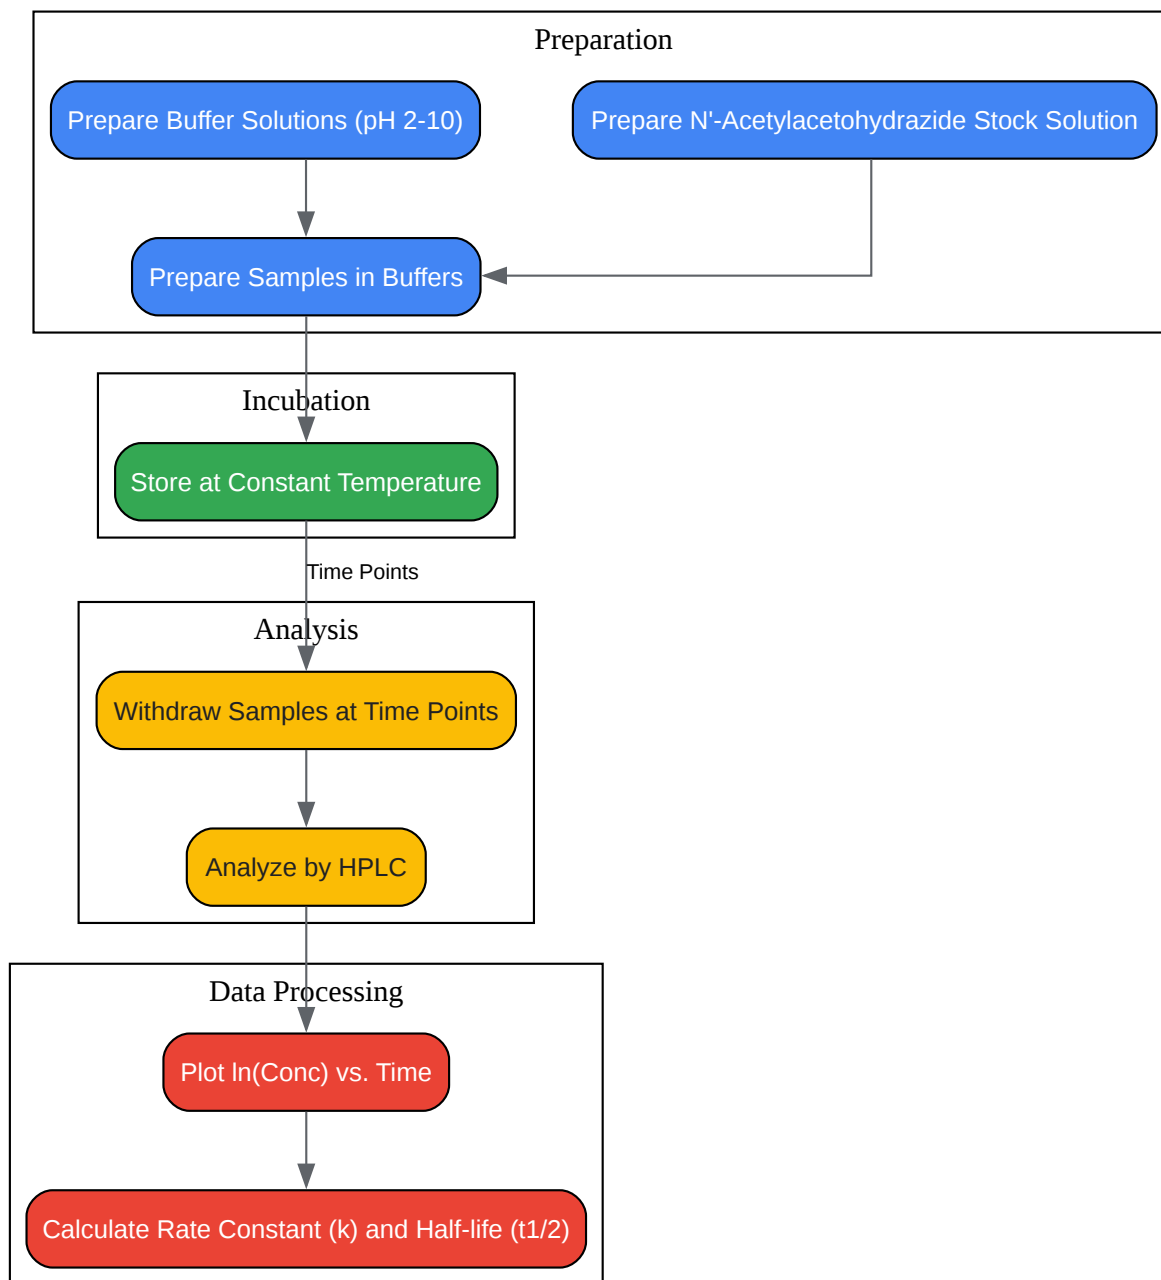 Preparation
Prepare Buffer Solutions (pH 2-10)
Prepare N'-Acetylacetohydrazide Stock Solution
Prepare Samples in Buffers
Incubation
Store at Constant Temperature
Time Points
Analysis
Withdraw Samples at Time Points
Analyze by HPLC
Data Processing
Plot ln(Conc) vs. Time
Calculate Rate Constant (k) and Half-life (t1/2)